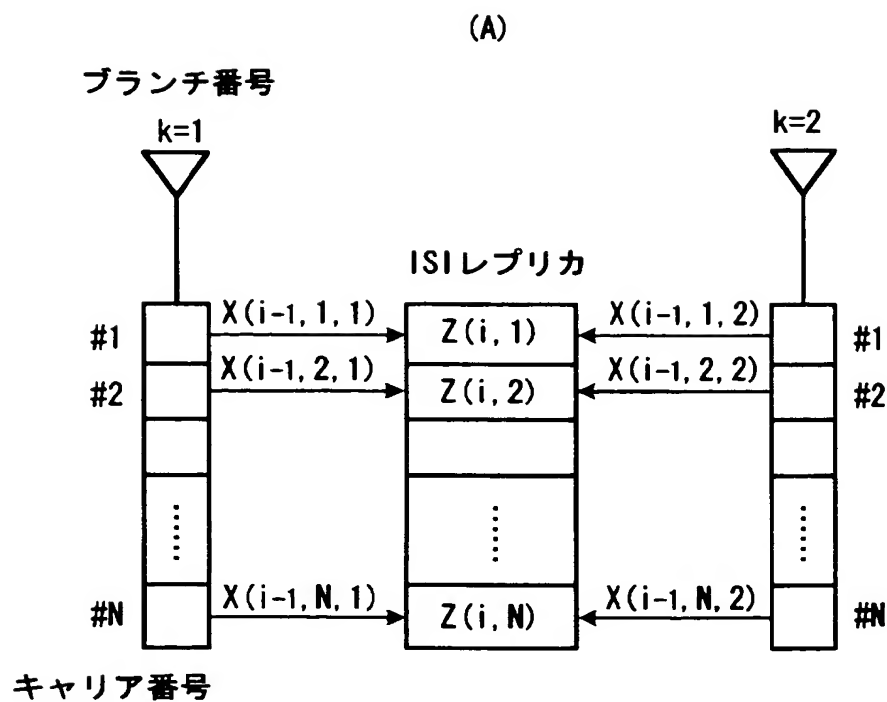 (A)
ブランチ番号
k=1
k=2
ISIレプリカ
#1 X(i-1, 1, 1) Z(i, 1) X(i-1, 1, 2) #1
#2 X(i-1, 2, 1) Z(i, 2) X(i-1, 2, 2) #2
...... ...... ......
#N X(i-1, N, 1) Z(i, N) X(i-1, N, 2) #N
キャリア番号